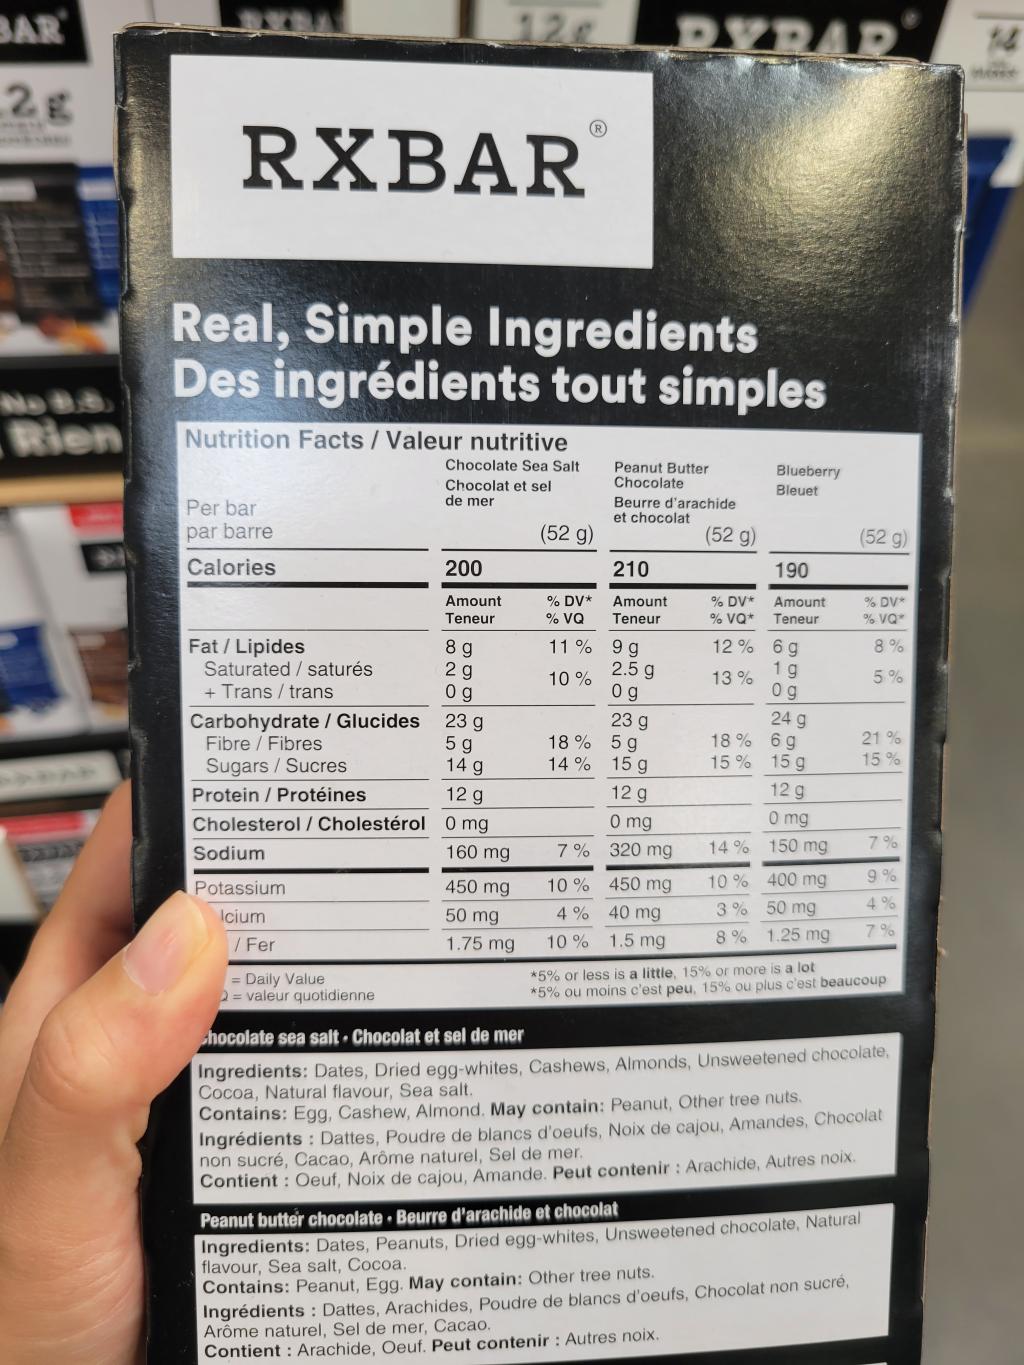 BAR
12g
RXBAR
14
2g
No B.S.
Rien
RXBAR®
Real, Simple Ingredients
Des ingrédients tout simples
Nutrition Facts / Valeur nutritive
Per bar
par barre
Chocolate Sea Salt
Chocolat et sel
de mer
(52 g)
Peanut Butter
Chocolate
Beurre d'arachide
et chocolat
(52 g)
Blueberry
Bleuet
(52 g)
Calories 200 210 190
Amount % DV* Amount % DV* Amount % DV*
Teneur % VQ Teneur % VQ* Teneur % VQ*
Fat / Lipides 8 g 11 % 9 g 12 % 6 g 8 %
Saturated / saturés 2 g 2.5 g 1 g
10 % 13 % 5 %
+ Trans / trans 0 g 0 g 0 g
Carbohydrate / Glucides 23 g 23 g 24 g
Fibre / Fibres 5 g 18 % 5 g 18 % 6 g 21 %
Sugars / Sucres 14 g 14 % 15 g 15 % 15 g 15 %
Protein / Protéines 12 g 12 g 12 g
Cholesterol / Cholestérol 0 mg 0 mg 0 mg
Sodium 160 mg 7 % 320 mg 14 % 150 mg 7 %
Potassium 450 mg 10 % 450 mg 10 % 400 mg 9 %
lcium 50 mg 4 % 40 mg 3 % 50 mg 4 %
/ Fer 1.75 mg 10 % 1.5 mg 8 % 1.25 mg 7 %
= Daily Value
= valeur quotidienne
*5% or less is a little, 15% or more is a lot
*5% ou moins c'est peu, 15% ou plus c'est beaucoup
Chocolate sea salt • Chocolat et sel de mer
Ingredients: Dates, Dried egg-whites, Cashews, Almonds, Unsweetened chocolate,
Cocoa, Natural flavour, Sea salt.
Contains: Egg, Cashew, Almond. May contain: Peanut, Other tree nuts.
Ingrédients : Dattes, Poudre de blancs d'oeufs, Noix de cajou, Amandes, Chocolat
non sucré, Cacao, Arôme naturel, Sel de mer.
Contient : Oeuf, Noix de cajou, Amande. Peut contenir : Arachide, Autres noix.
Peanut butter chocolate • Beurre d'arachide et chocolat
Ingredients: Dates, Peanuts, Dried egg-whites, Unsweetened chocolate, Natural
flavour, Sea salt, Cocoa.
Contains: Peanut, Egg. May contain: Other tree nuts.
Ingrédients : Dattes, Arachides, Poudre de blancs d'oeufs, Chocolat non sucré,
Arôme naturel, Sel de mer, Cacao.
Contient : Arachide, Oeuf. Peut contenir : Autres noix.